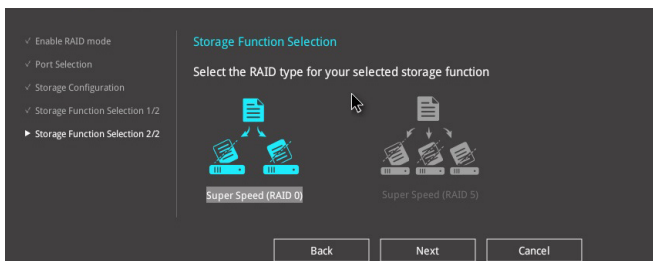 ✓ Enable RAID mode
✓ Port Selection
✓ Storage Configuration
✓ Storage Function Selection 1/2
▶ Storage Function Selection 2/2
Storage Function Selection
Select the RAID type for your selected storage function
Super Speed (RAID 0)
Super Speed (RAID 5)
Back
Next
Cancel